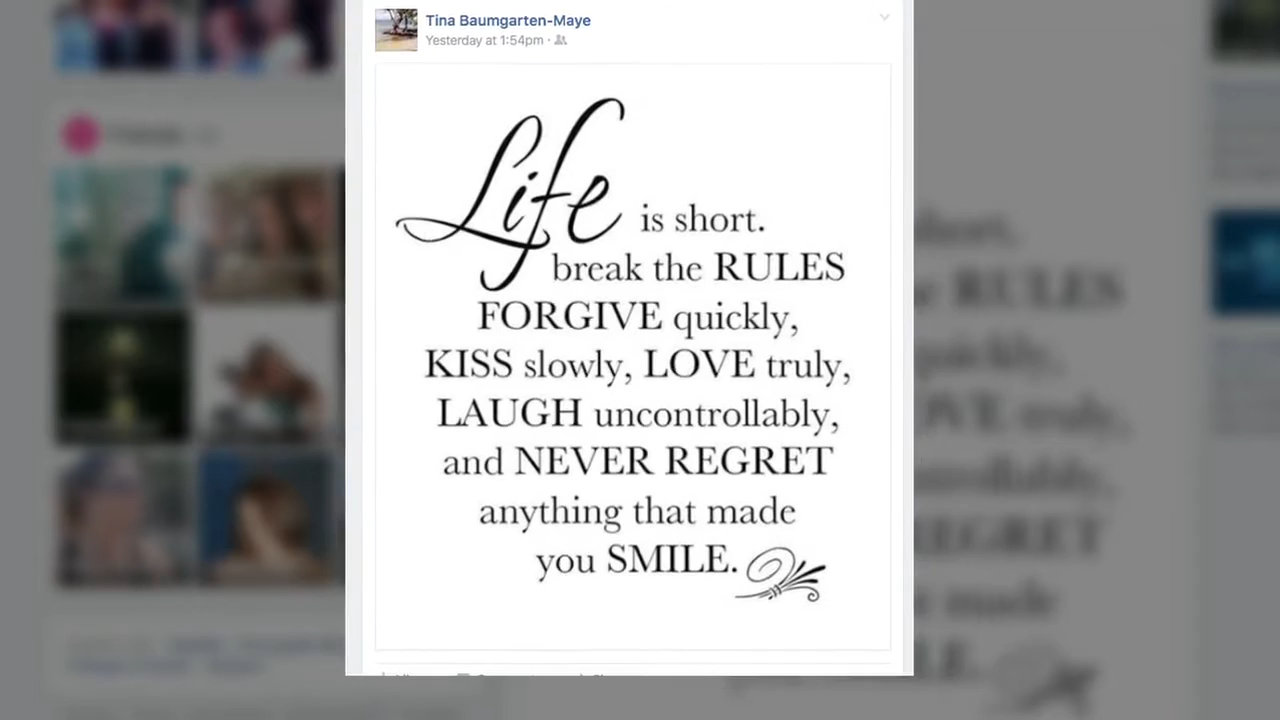 Tina Baumgarten-Maye
Yesterday at 1:54pm ·
Life is short.
break the RULES
FORGIVE quickly,
KISS slowly, LOVE truly,
LAUGH uncontrollably,
and NEVER REGRET
anything that made
you SMILE.